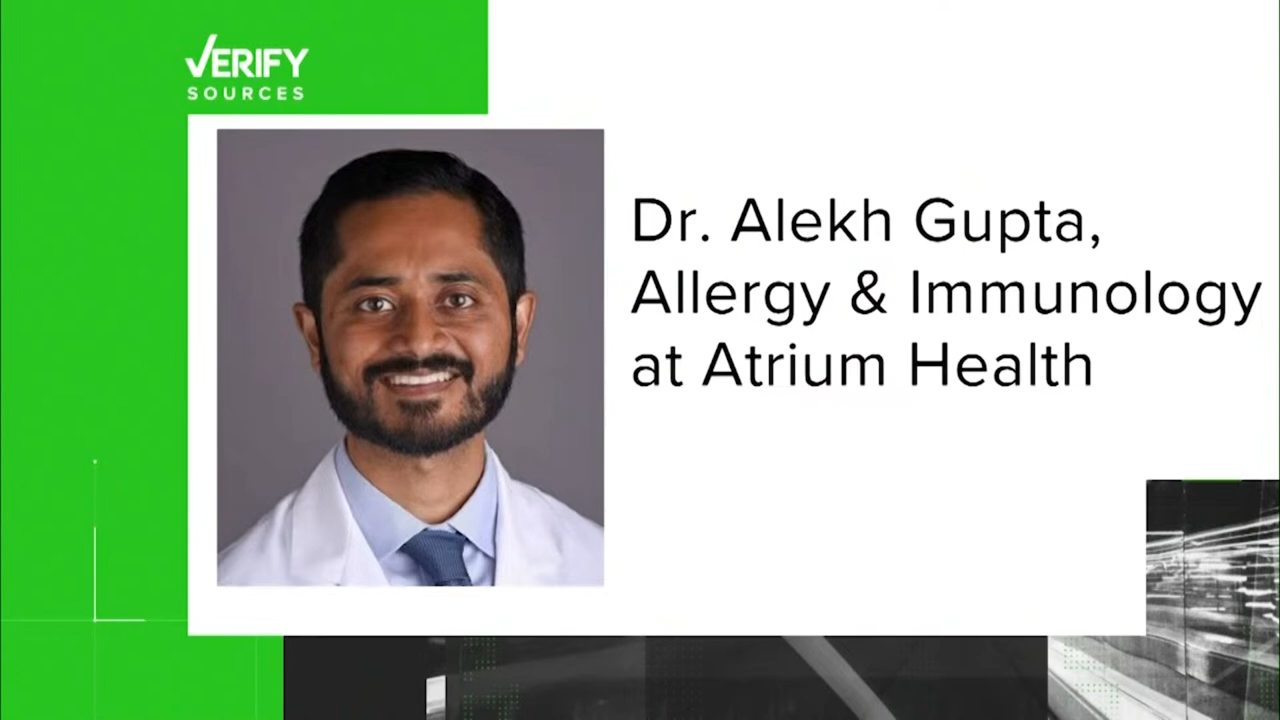 VERIFY
SOURCES
Dr. Alekh Gupta,
Allergy & Immunology
at Atrium Health